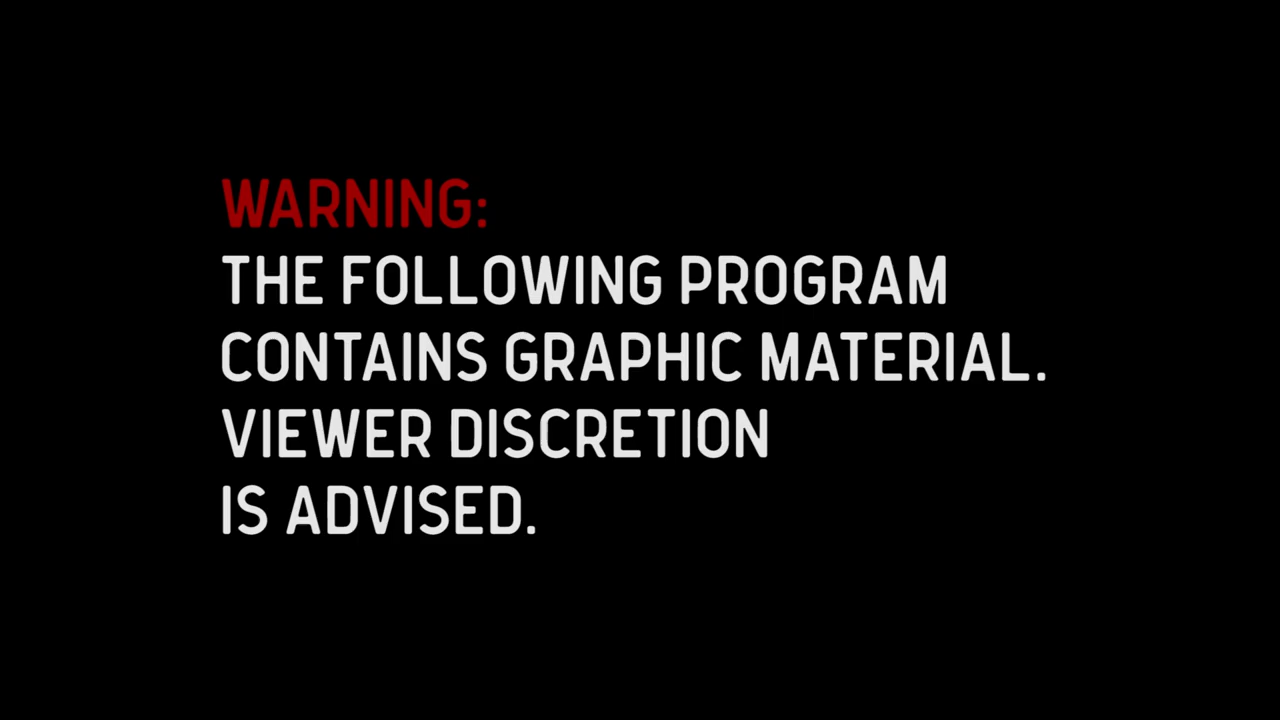 WARNING:
THE FOLLOWING PROGRAM
CONTAINS GRAPHIC MATERIAL.
VIEWER DISCRETION
IS ADVISED.